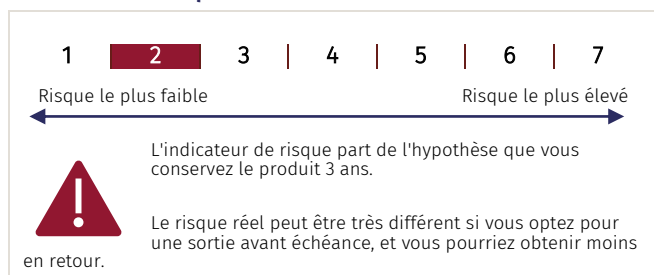 1 2 3 4 5 6 7
Risque le plus faible Risque le plus élevé
L'indicateur de risque part de l'hypothèse que vous
conservez le produit 3 ans.
Le risque réel peut être très différent si vous optez pour
une sortie avant échéance, et vous pourriez obtenir moins
en retour.